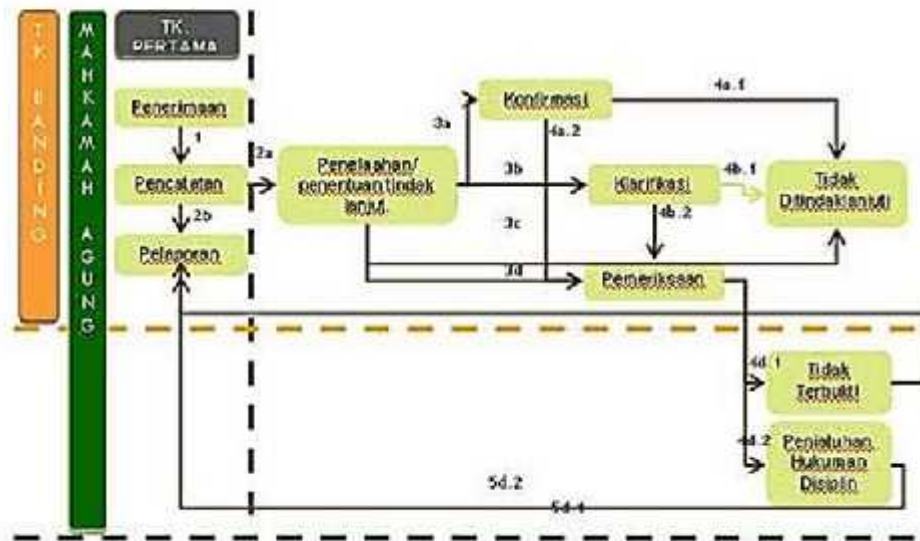 TK BANDING
MAHKAMAH AGUNG
TK.
PERTAMA
Penerimaan
1
Pencatatan
2b
Pelaporan
2a
Penelaahan/
penentuan tindak
lanjut.
3a
3b
3c
3d
Konfirmasi
4a.1
4a.2
Klarifikasi
4b.1
4b.2
Tidak
Ditindaklanjuti
Pemeriksaan
4d.1
Tidak
Terbukti
4d.2
Penjatuhan
Hukuman
Disiplin
5d.2
5d.1